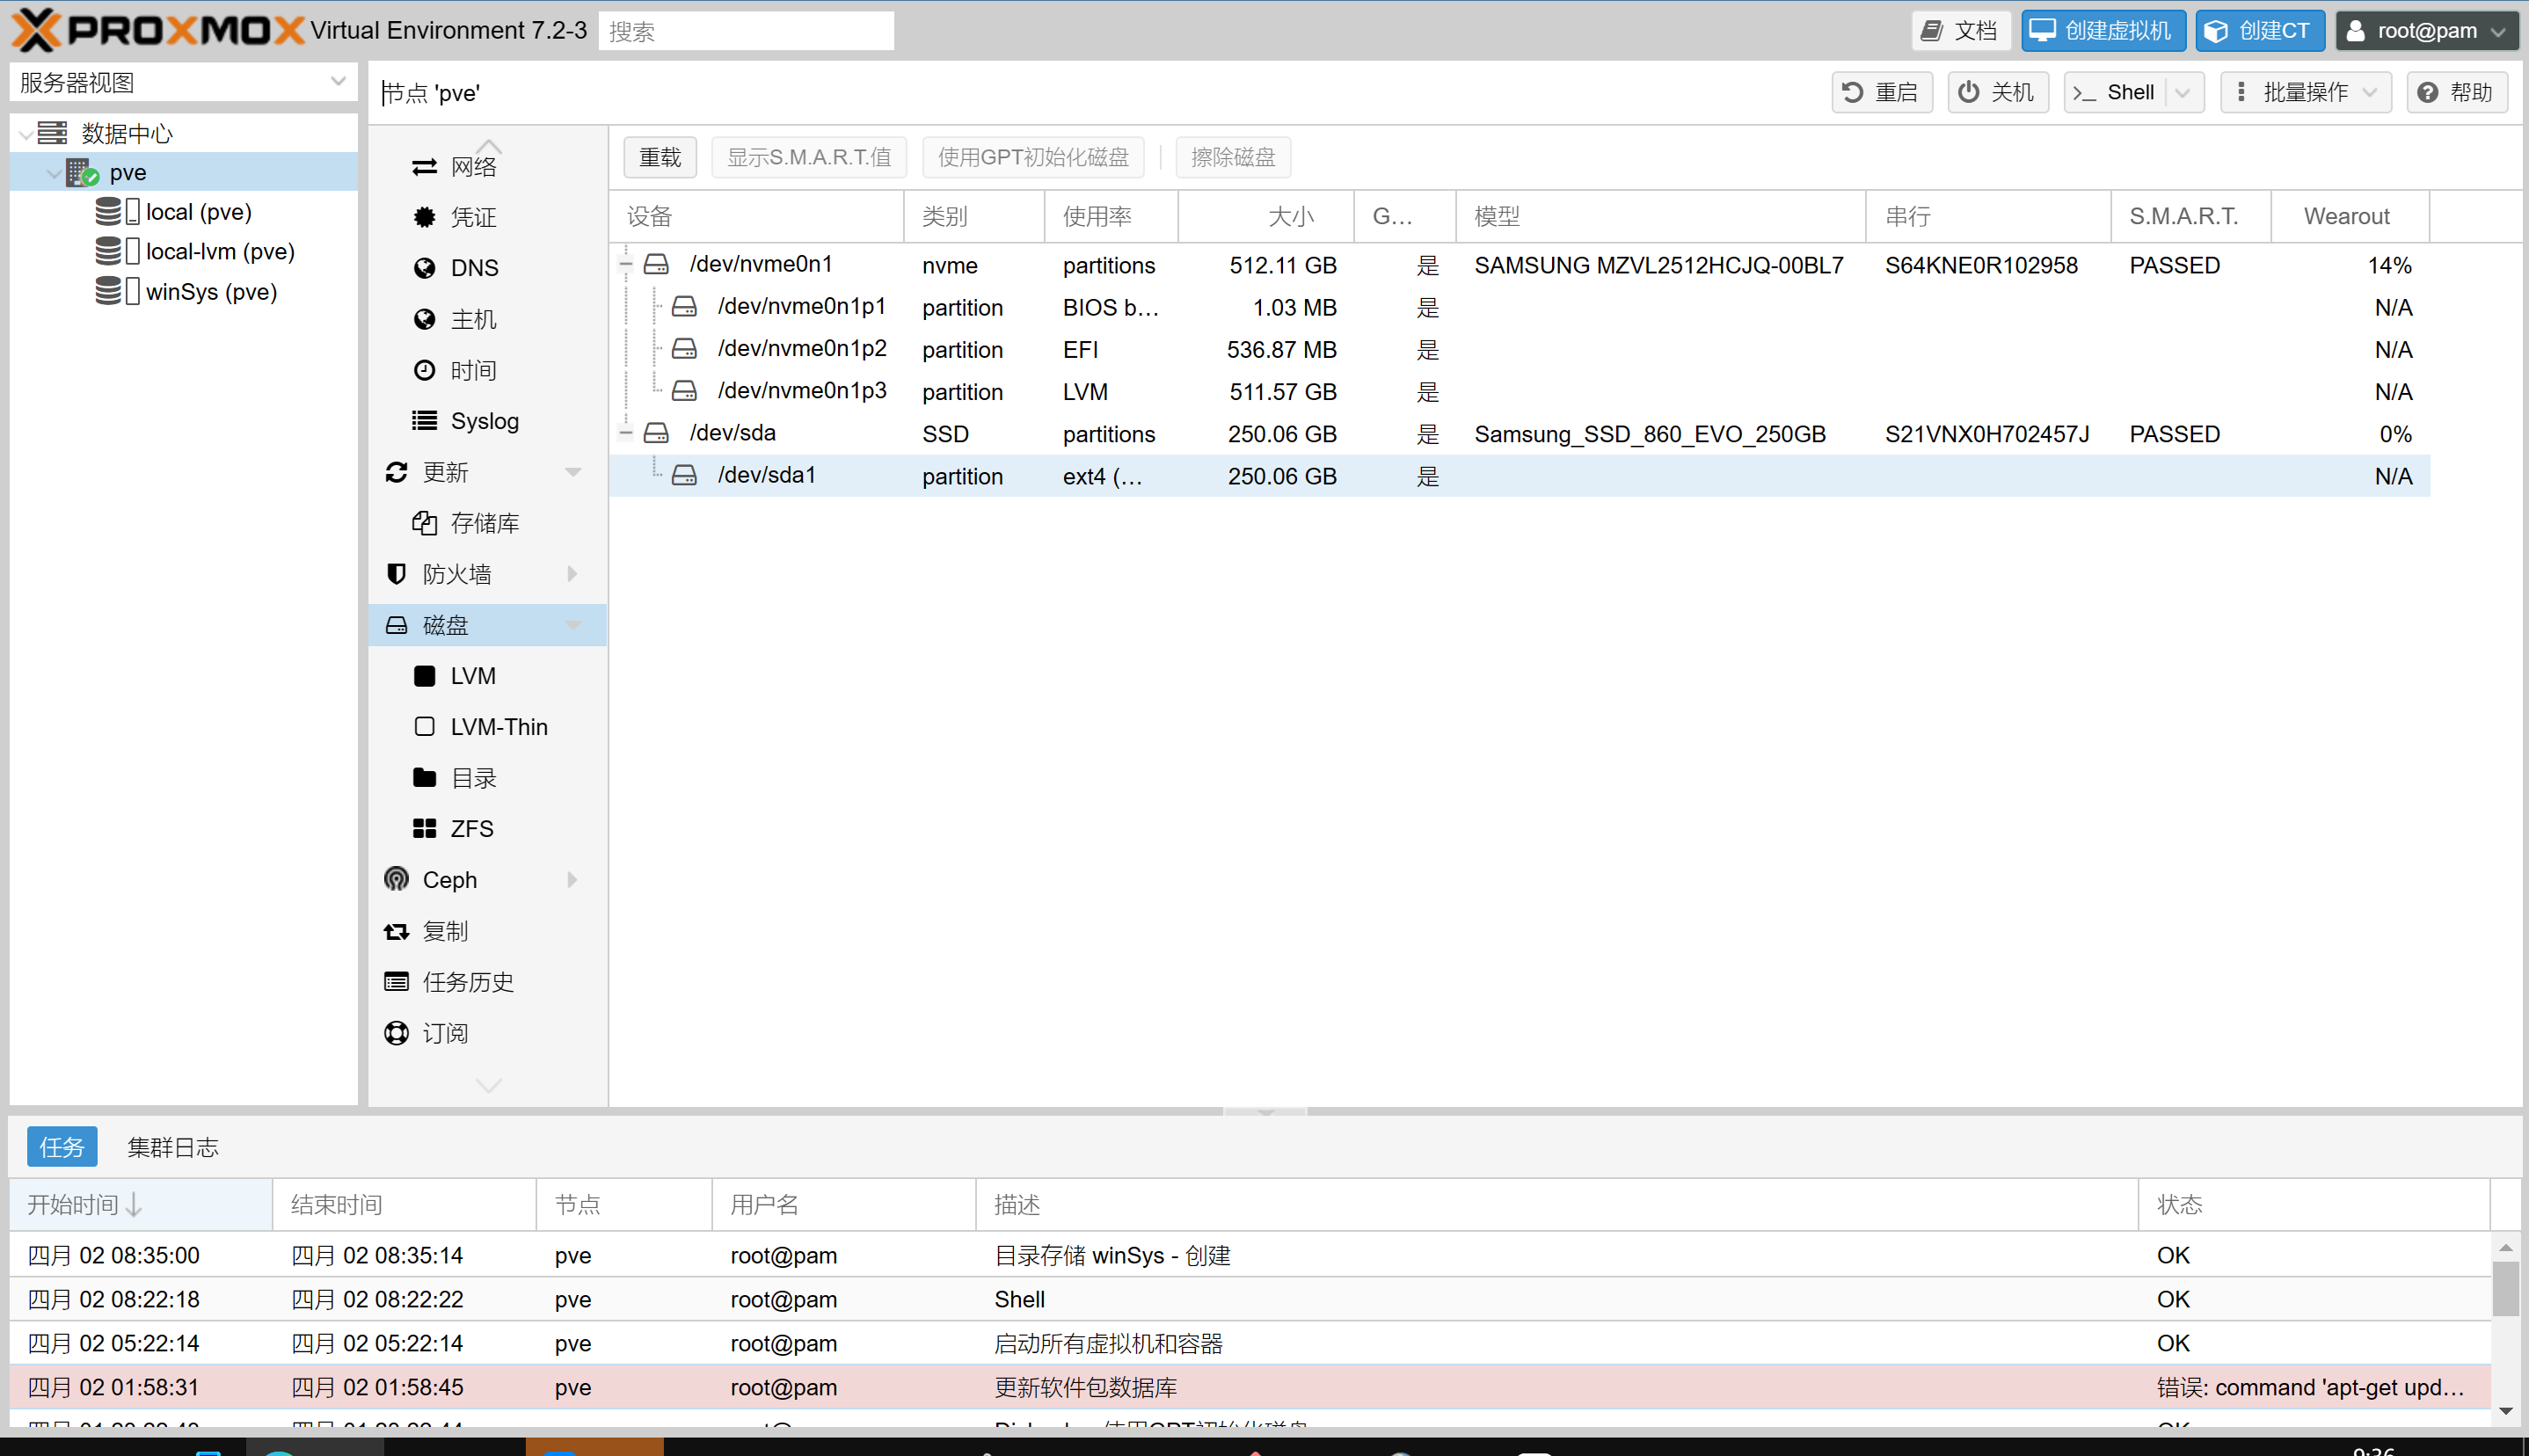 PROXMOX Virtual Environment 7.2-3 搜索 文档 创建虚拟机 创建CT root@pam
服务器视图
数据中心
pve
local (pve)
local-lvm (pve)
winSys (pve)
节点 'pve' 重启 关机 Shell 批量操作 帮助
网络
凭证
DNS
主机
时间
Syslog
更新
存储库
防火墙
磁盘
LVM
LVM-Thin
目录
ZFS
Ceph
复制
任务历史
订阅
重载 显示S.M.A.R.T.值 使用GPT初始化磁盘 擦除磁盘
设备 类别 使用率 大小 G... 模型 串行 S.M.A.R.T. Wearout
/dev/nvme0n1 nvme partitions 512.11 GB 是 SAMSUNG MZVL2512HCJQ-00BL7 S64KNE0R102958 PASSED 14%
/dev/nvme0n1p1 partition BIOS b... 1.03 MB 是 N/A
/dev/nvme0n1p2 partition EFI 536.87 MB 是 N/A
/dev/nvme0n1p3 partition LVM 511.57 GB 是 N/A
/dev/sda SSD partitions 250.06 GB 是 Samsung_SSD_860_EVO_250GB S21VNX0H702457J PASSED 0%
/dev/sda1 partition ext4 (... 250.06 GB 是 N/A
任务 集群日志
开始时间 结束时间 节点 用户名 描述 状态
四月 02 08:35:00 四月 02 08:35:14 pve root@pam 目录存储 winSys - 创建 OK
四月 02 08:22:18 四月 02 08:22:22 pve root@pam Shell OK
四月 02 05:22:14 四月 02 05:22:14 pve root@pam 启动所有虚拟机和容器 OK
四月 02 01:58:31 四月 02 01:58:45 pve root@pam 更新软件包数据库 错误: command 'apt-get upd...